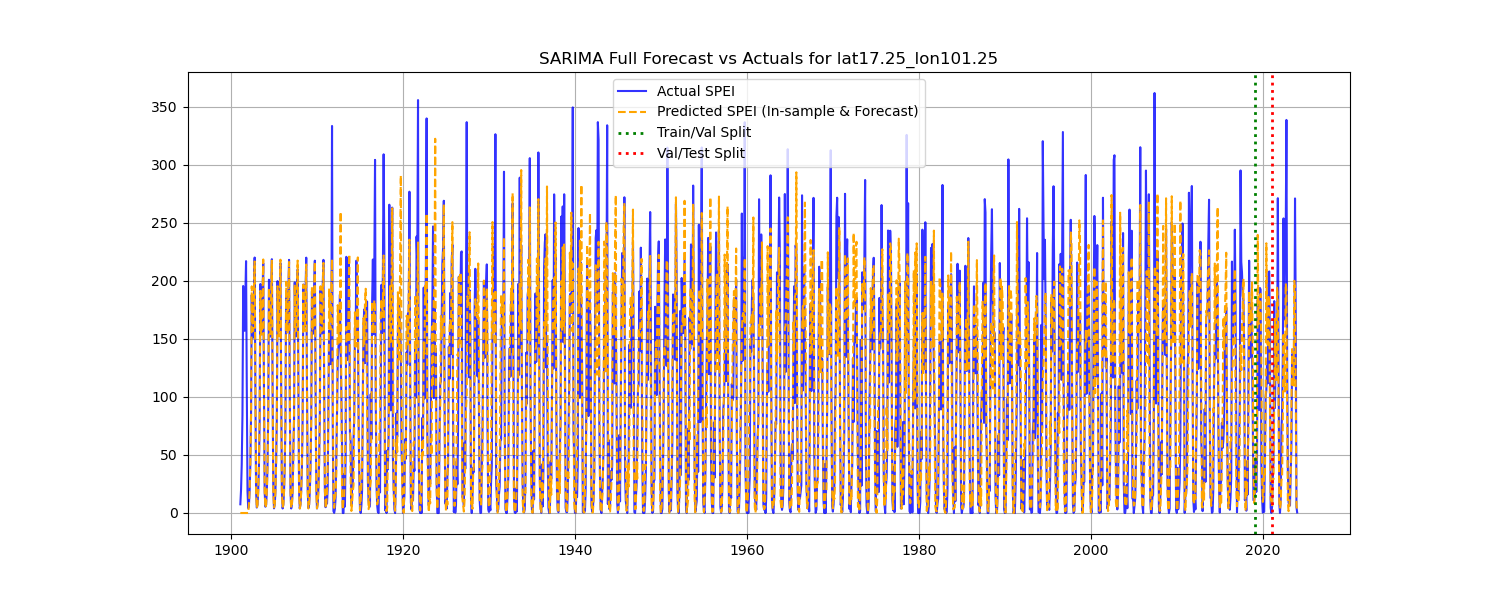 SARIMA Full Forecast vs Actuals for lat17.25_lon101.25
Actual SPEI
Predicted SPEI (In-sample & Forecast)
Train/Val Split
Val/Test Split
350
300
250
200
150
100
50
0
1900 1920 1940 1960 1980 2000 2020